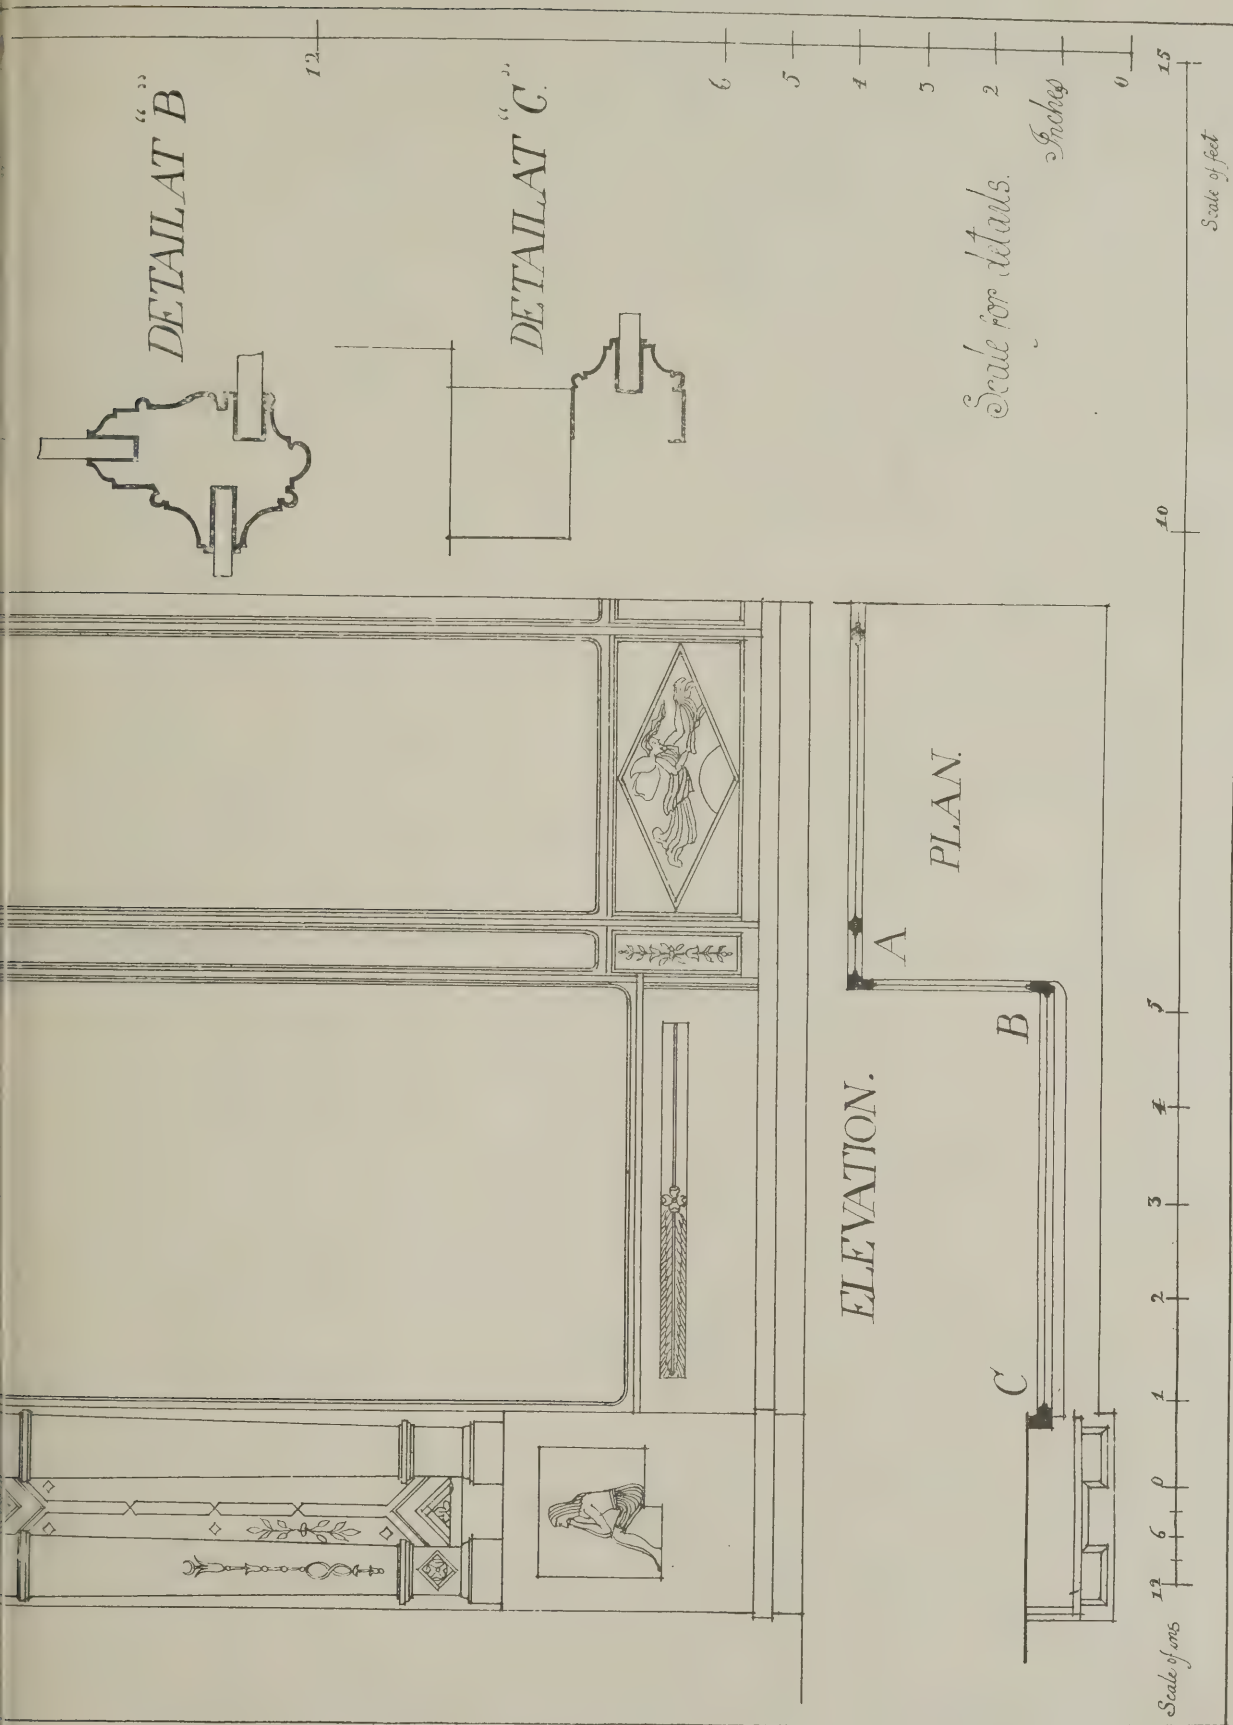 DETAIL AT "B"
DETAIL AT "C."
12
6
5
4
3
2
0
Inches
Scale for details.
ELEVATION.
PLAN.
A
B
C
Scale of ins
12
6
0
1
2
3
4
5
10
15
Scale of feet